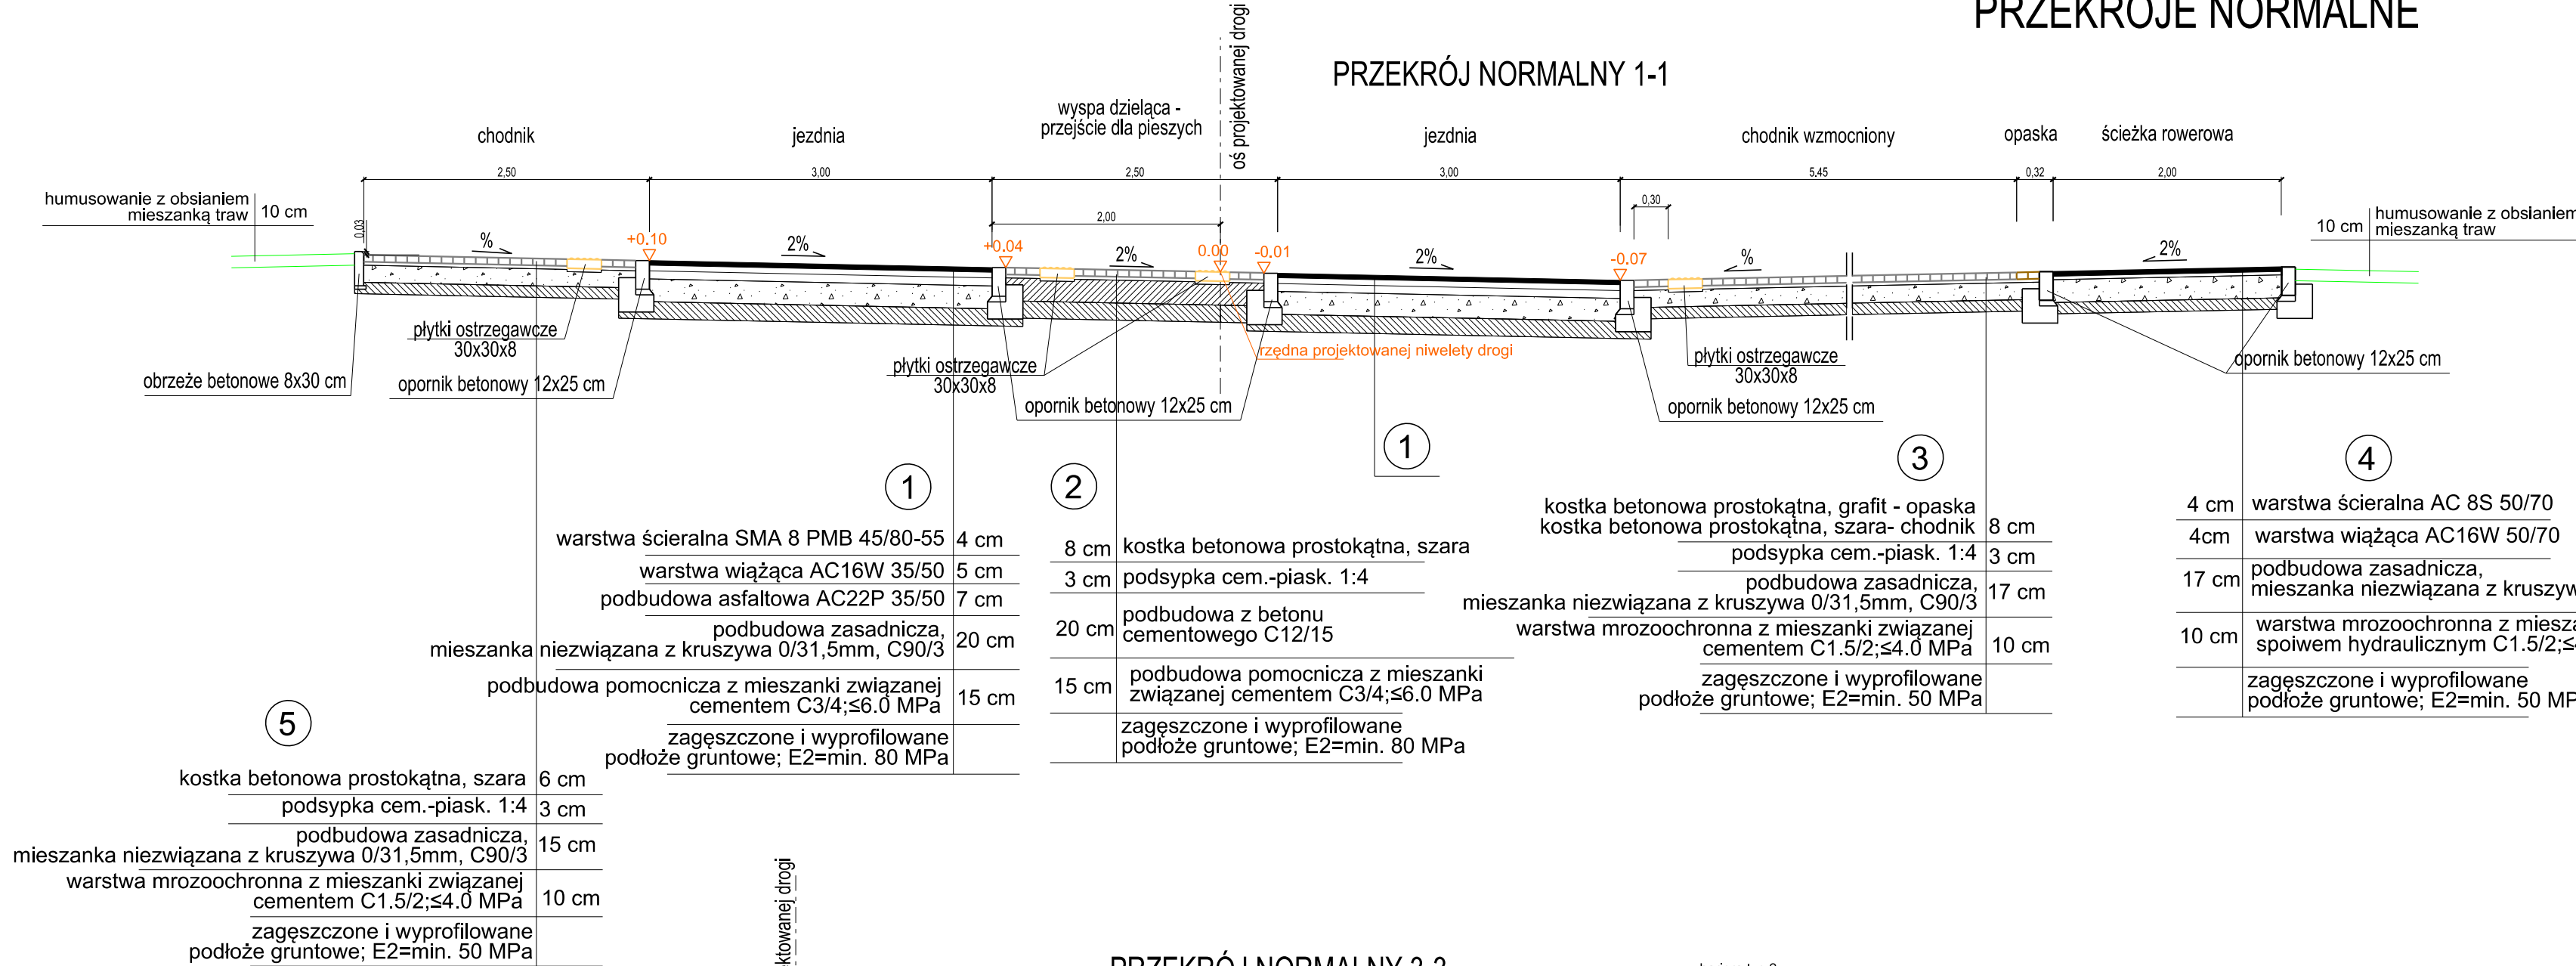 PRZEKROJE NORMALNE
PRZEKRÓJ NORMALNY 1-1
oś projektowanej drogi
chodnik
jezdnia
wyspa dzieląca -
przejście dla pieszych
jezdnia
chodnik wzmocniony
opaska
ścieżka rowerowa
2,50
3,00
2,50
3,00
5.45
0,32
2,00
2,00
0,30
0,03
humusowanie z obsianiem
mieszanką traw
10 cm
10 cm
humusowanie z obsianiem
mieszanką traw
%
+0.10
2%
+0.04
2%
0.00
-0.01
2%
-0.07
%
2%
płytki ostrzegawcze
30x30x8
obrzeże betonowe 8x30 cm
opornik betonowy 12x25 cm
płytki ostrzegawcze
30x30x8
rzędna projektowanej niwelety drogi
opornik betonowy 12x25 cm
płytki ostrzegawcze
30x30x8
opornik betonowy 12x25 cm
opornik betonowy 12x25 cm
1
warstwa ścieralna SMA 8 PMB 45/80-55 4 cm
warstwa wiążąca AC16W 35/50 5 cm
podbudowa asfaltowa AC22P 35/50 7 cm
podbudowa zasadnicza,
mieszanka niezwiązana z kruszywa 0/31,5mm, C90/3 20 cm
podbudowa pomocnicza z mieszanki związanej
cementem C3/4;≤6.0 MPa 15 cm
zagęszczone i wyprofilowane
podłoże gruntowe; E2=min. 80 MPa
2
8 cm kostka betonowa prostokątna, szara
3 cm podsypka cem.-piask. 1:4
20 cm podbudowa z betonu
cementowego C12/15
15 cm podbudowa pomocnicza z mieszanki
związanej cementem C3/4;≤6.0 MPa
zagęszczone i wyprofilowane
podłoże gruntowe; E2=min. 80 MPa
1
3
kostka betonowa prostokątna, grafit - opaska
kostka betonowa prostokątna, szara- chodnik 8 cm
podsypka cem.-piask. 1:4 3 cm
podbudowa zasadnicza,
mieszanka niezwiązana z kruszywa 0/31,5mm, C90/3 17 cm
warstwa mrozoochronna z mieszanki związanej
cementem C1.5/2;≤4.0 MPa 10 cm
zagęszczone i wyprofilowane
podłoże gruntowe; E2=min. 50 MPa
4
4 cm warstwa ścieralna AC 8S 50/70
4cm warstwa wiążąca AC16W 50/70
17 cm podbudowa zasadnicza,
mieszanka niezwiązana z
10 cm warstwa mrozoochronna z
spoiwem hydraulicznym C1.5/2;
zagęszczone i wyprofilowane
podłoże gruntowe; E2=min. 50
5
kostka betonowa prostokątna, szara 6 cm
podsypka cem.-piask. 1:4 3 cm
podbudowa zasadnicza,
mieszanka niezwiązana z kruszywa 0/31,5mm, C90/3 15 cm
warstwa mrozoochronna z mieszanki związanej
cementem C1.5/2;≤4.0 MPa 10 cm
zagęszczone i wyprofilowane
podłoże gruntowe; E2=min. 50 MPa
drogi
PRZEKRÓJ NORMALNY